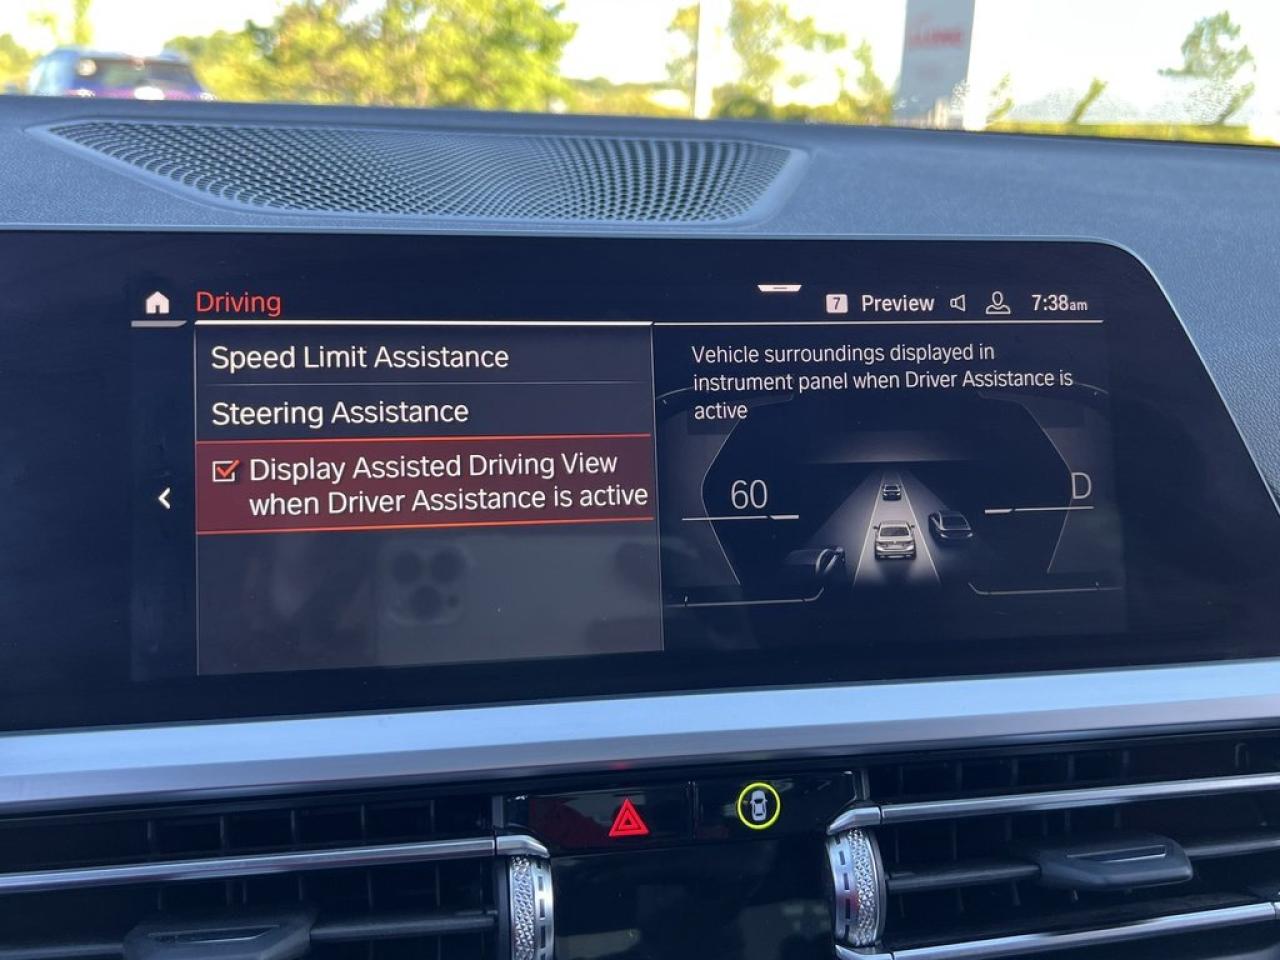 Driving
7 Preview 7:38am
Speed Limit Assistance
Steering Assistance
Display Assisted Driving View
when Driver Assistance is active
Vehicle surroundings displayed in
instrument panel when Driver Assistance is
active
60
D